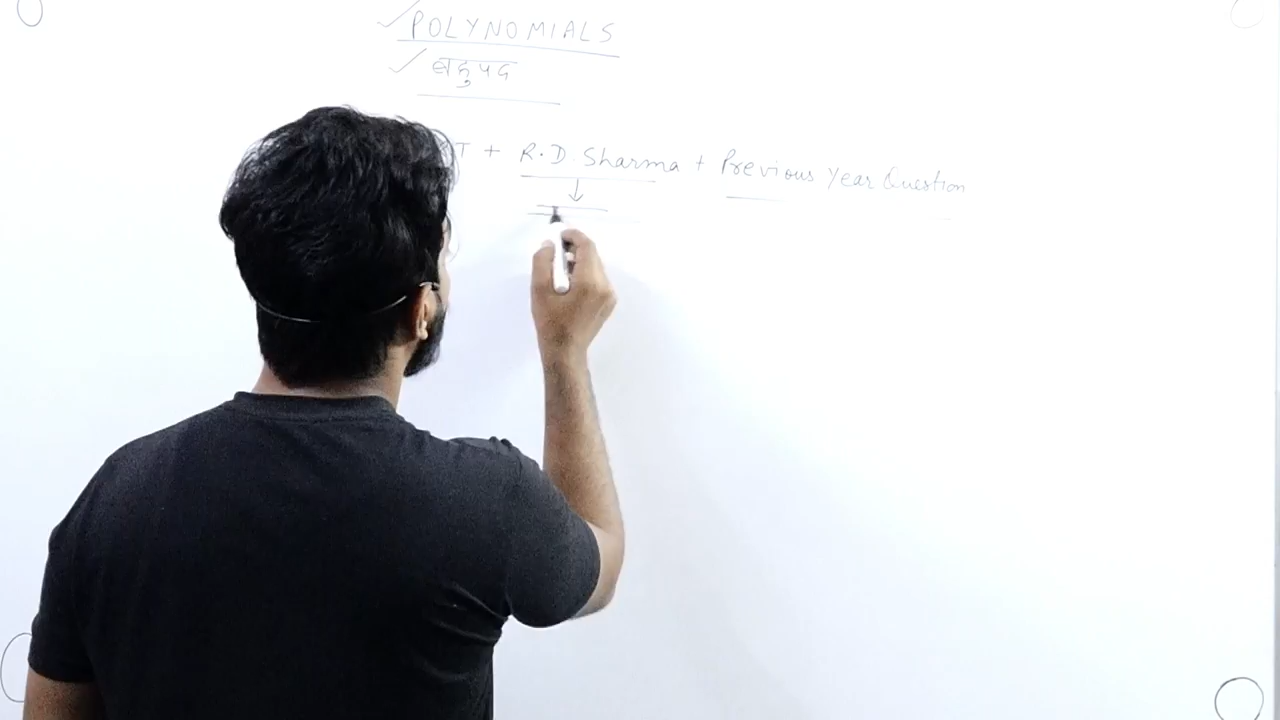 POLYNOMIALS
बहुपद
T + R.D Sharma + Previous Year Question